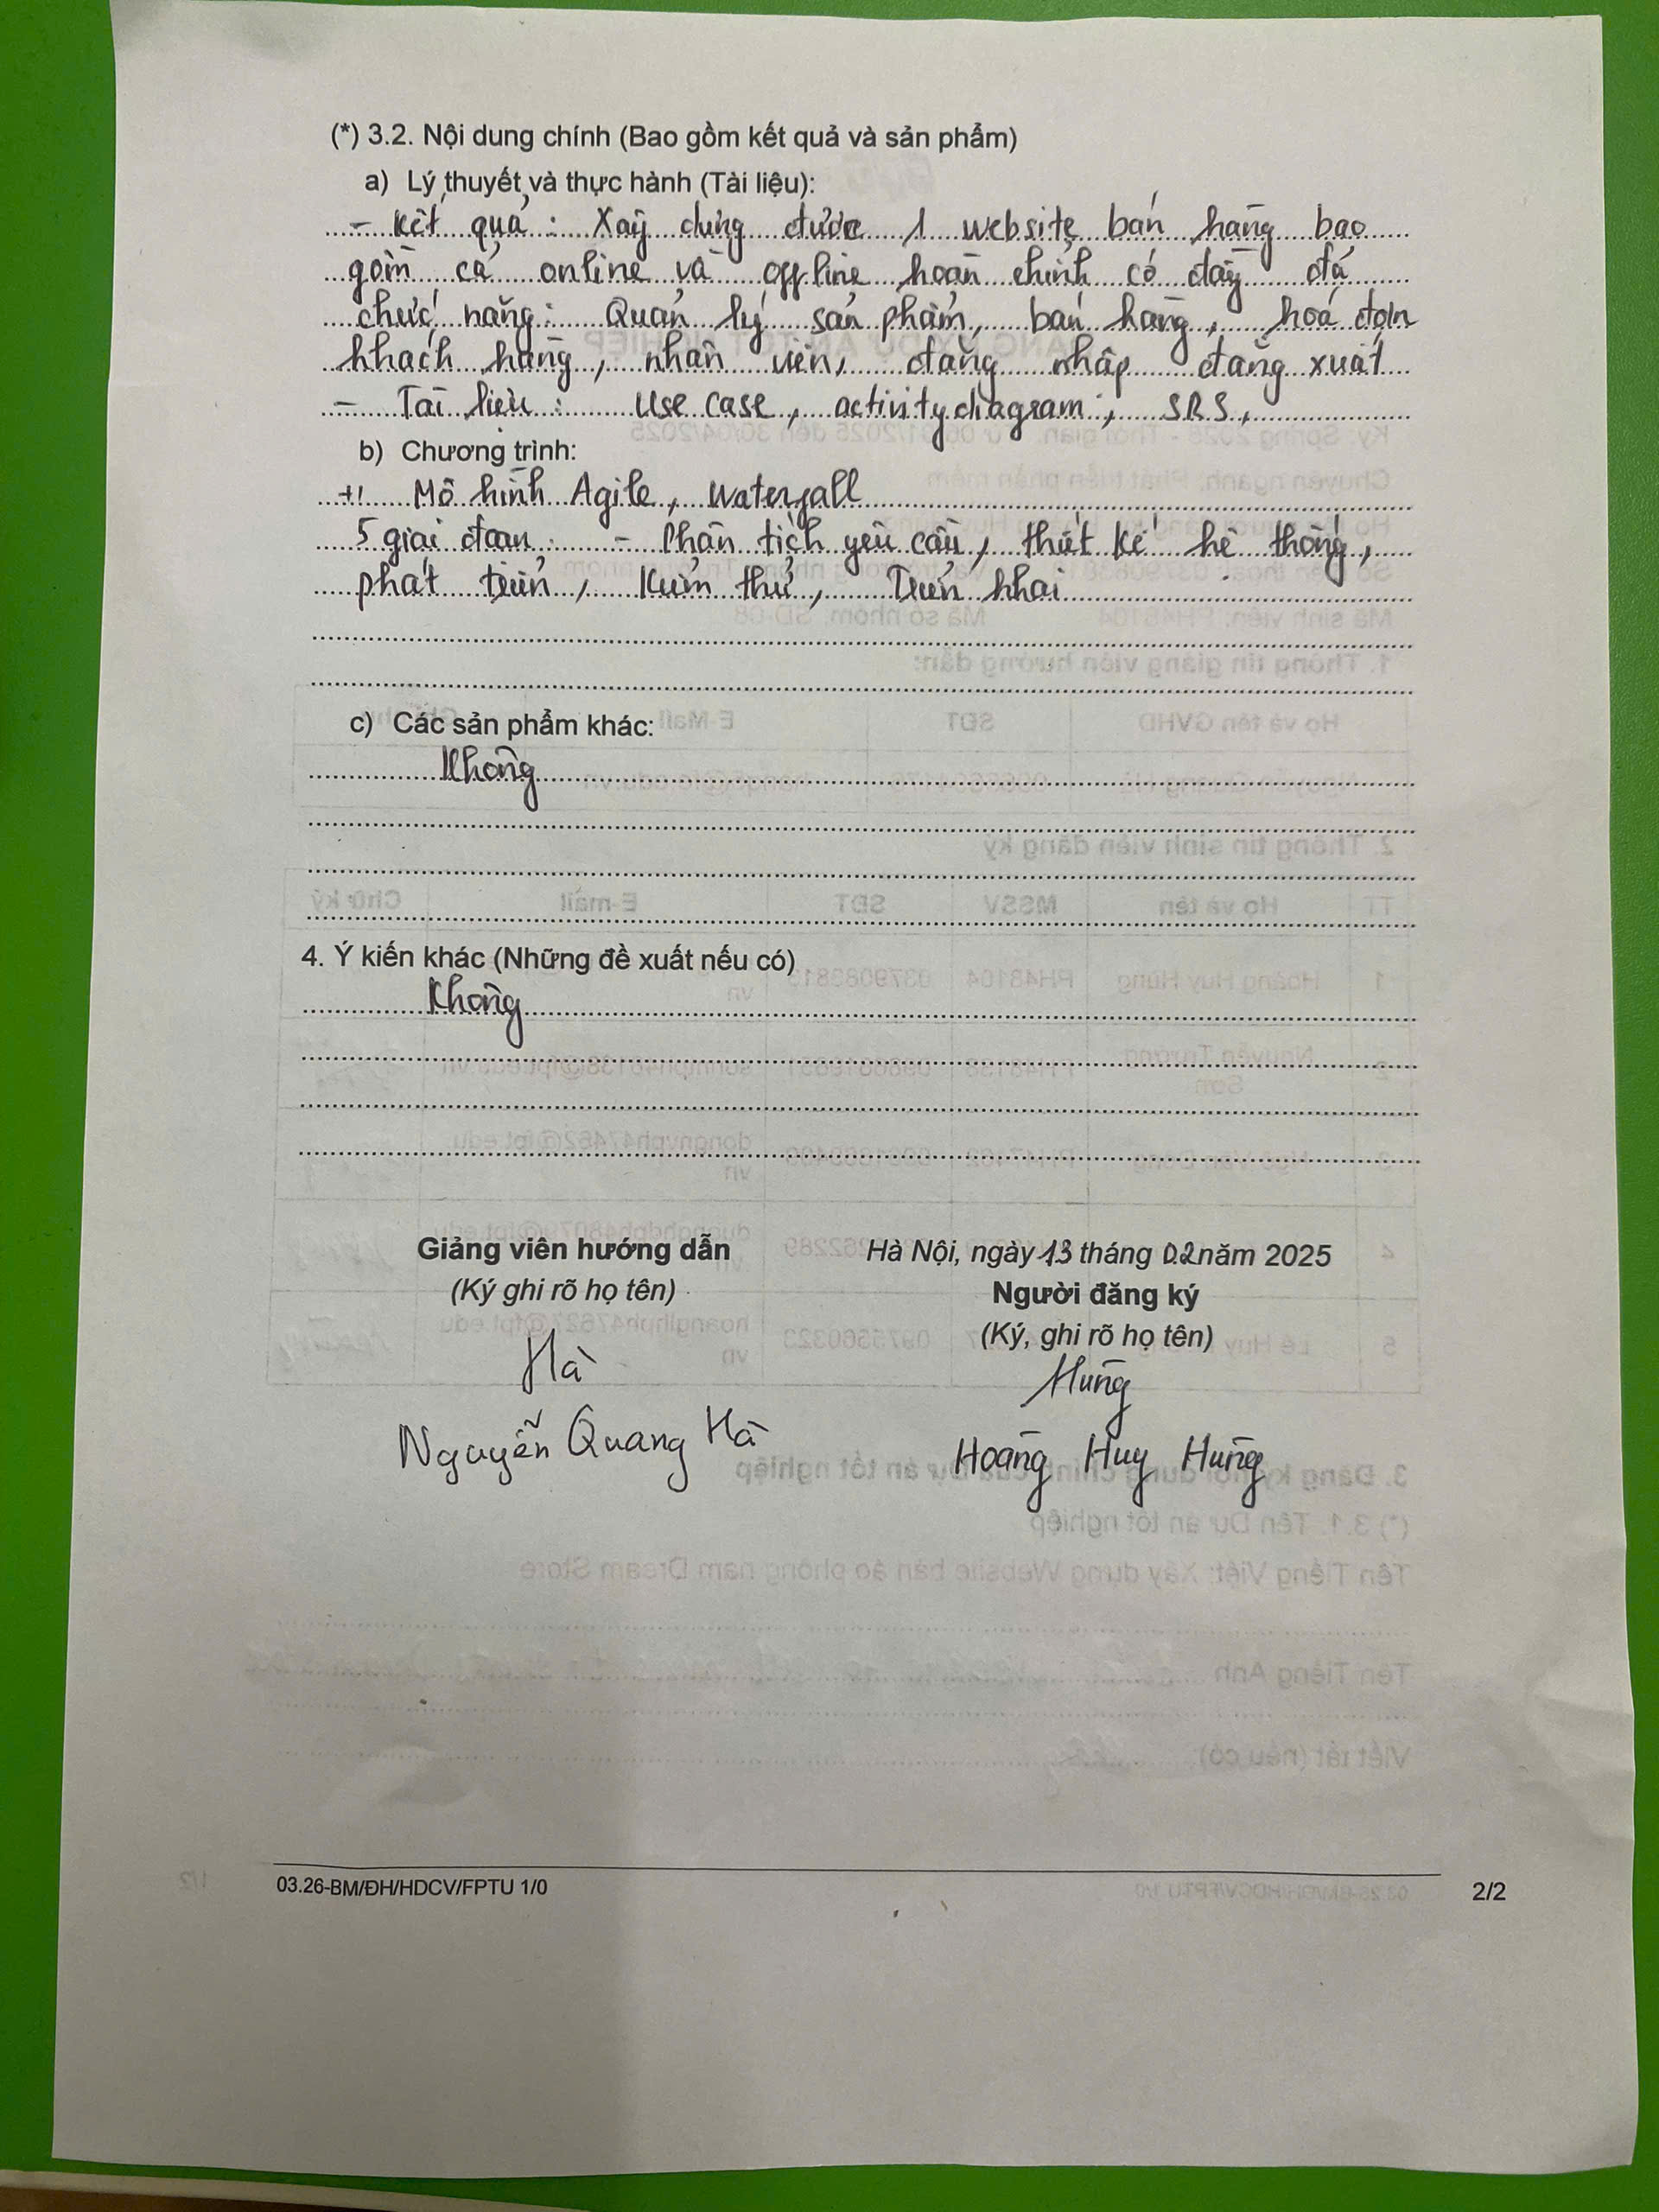 (*) 3.2. Nội dung chính (Bao gồm kết quả và sản phẩm)
a) Lý thuyết và thực hành (Tài liệu):
- Kết quả : Xây dựng được 1 website bán hàng bao
gồm cả online và offline hoàn chỉnh có đầy đủ
chức năng : Quản lý sản phẩm, bán hàng, hoá đơn
khách hàng, nhân viên, đăng nhập đăng xuất
- Tài liệu : Use case, activity diagram, SRS,
b) Chương trình:
+! Mô hình Agile, waterfall
5 giai đoạn : - Phân tích yêu cầu, thiết kế hệ thống,
phát triển, Kiểm thử, Triển khai
c) Các sản phẩm khác:
Không
4. Ý kiến khác (Những đề xuất nếu có)
Không
Giảng viên hướng dẫn
(Ký ghi rõ họ tên)
Hà
Nguyễn Quang Hà
Hà Nội, ngày 13 tháng 02 năm 2025
Người đăng ký
(Ký, ghi rõ họ tên)
Hùng
Hoàng Huy Hùng
03.26-BM/ĐH/HDCV/FPTU 1/0
2/2